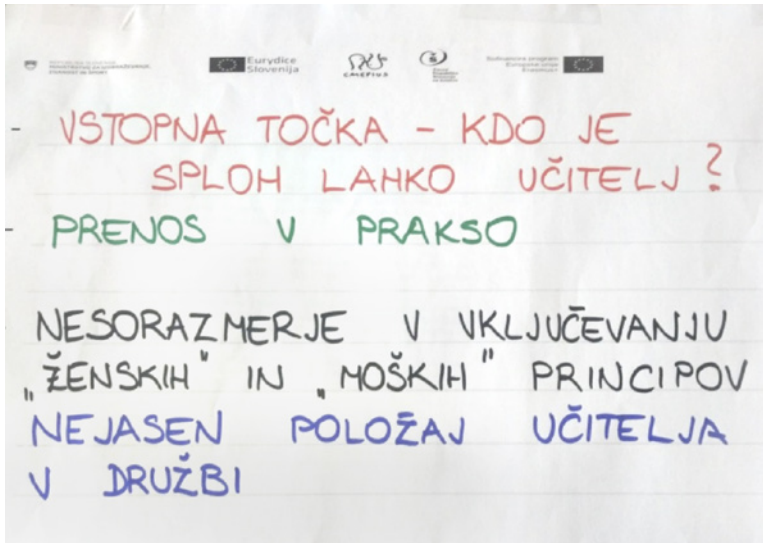 Eurydice
Slovenija
CMEPIUS
- VSTOPNA TOČKA - KDO JE
SPLOH LAHKO UČITELJ?
- PRENOS V PRAKSO
NESORAZMERJE V VKLJUČEVANJU
„ŽENSKIH" IN „MOŠKIH" PRINCIPOV
NEJASEN POLOŽAJ UČITELJA
V DRUŽBI